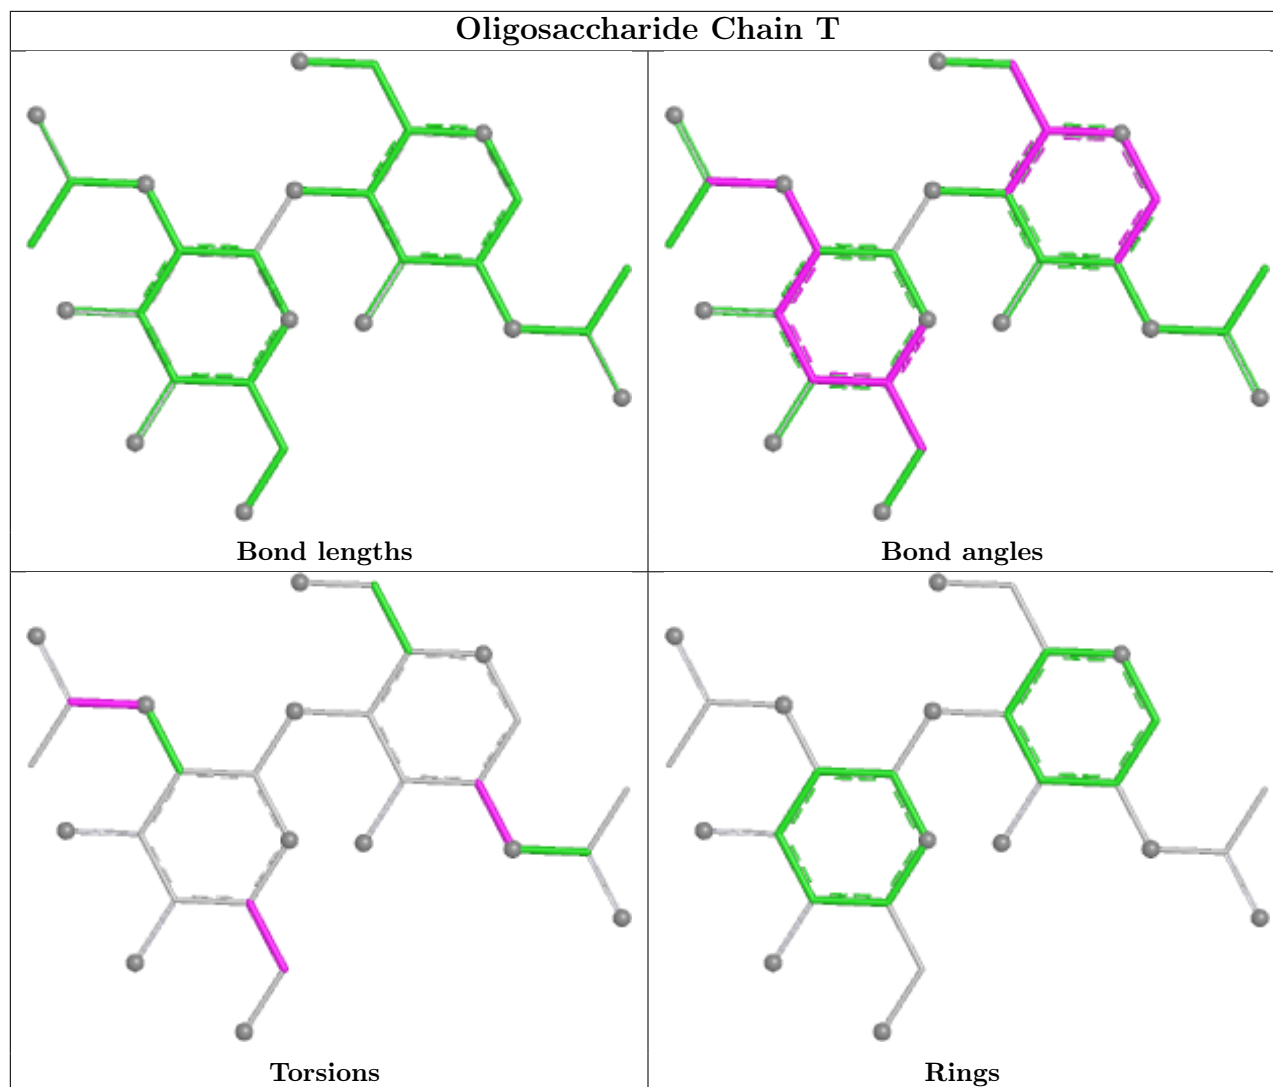 Oligosaccharide Chain T
Bond lengths
Bond angles
Torsions
Rings